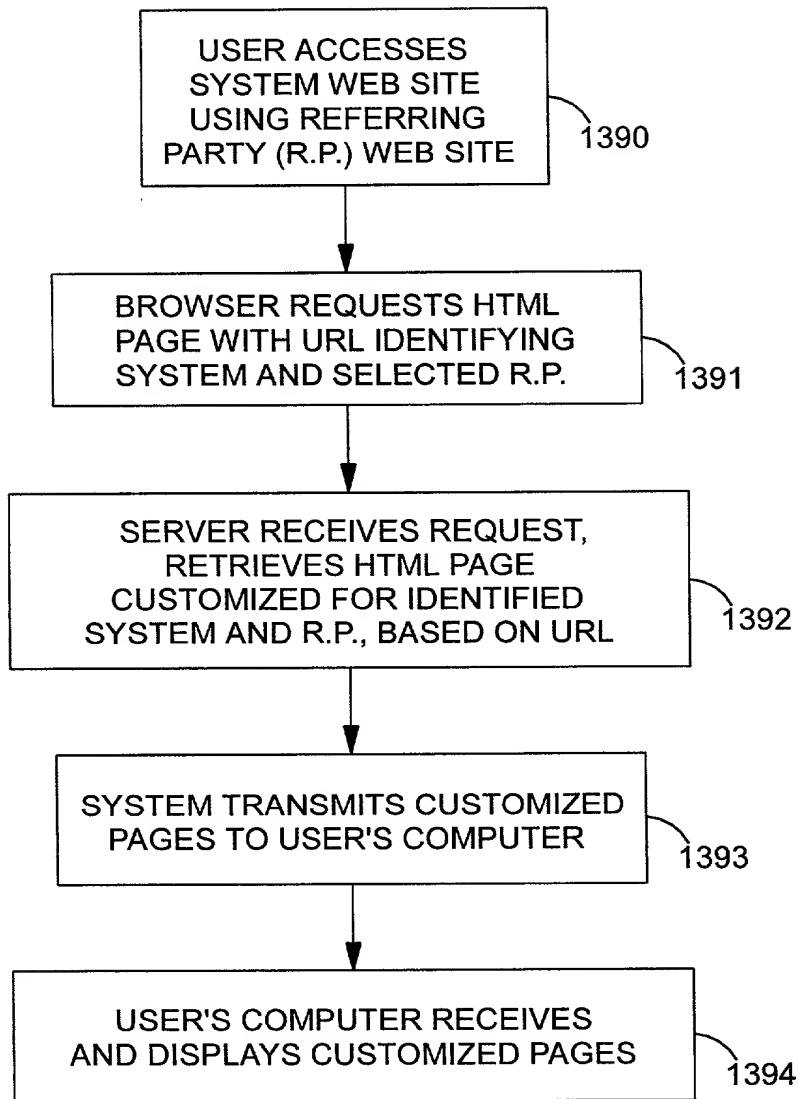 USER ACCESSES
SYSTEM WEB SITE
USING REFERRING
PARTY (R.P.) WEB SITE
1390
BROWSER REQUESTS HTML
PAGE WITH URL IDENTIFYING
SYSTEM AND SELECTED R.P.
1391
SERVER RECEIVES REQUEST,
RETRIEVES HTML PAGE
CUSTOMIZED FOR IDENTIFIED
SYSTEM AND R.P., BASED ON URL
1392
SYSTEM TRANSMITS CUSTOMIZED
PAGES TO USER'S COMPUTER
1393
USER'S COMPUTER RECEIVES
AND DISPLAYS CUSTOMIZED PAGES
1394